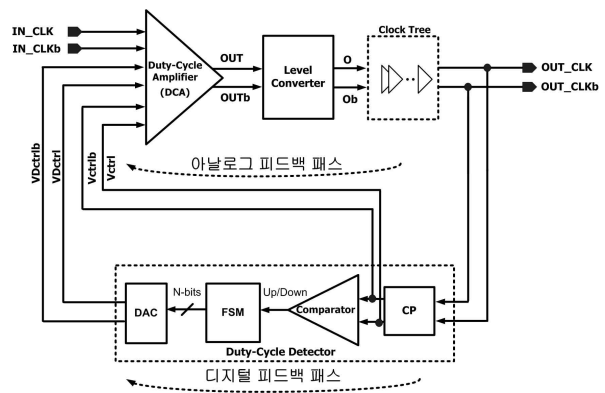 IN_CLK
IN_CLKb
Duty-Cycle
Amplifier
(DCA)
OUT
OUTb
Level
Converter
O
Ob
Clock Tree
OUT_CLK
OUT_CLKb
VDctrlb
VDctrl
Vctrlb
Vctrl
아날로그 피드백 패스
DAC
N-bits
FSM
Up/Down
Comparator
CP
Duty-Cycle Detector
디지털 피드백 패스